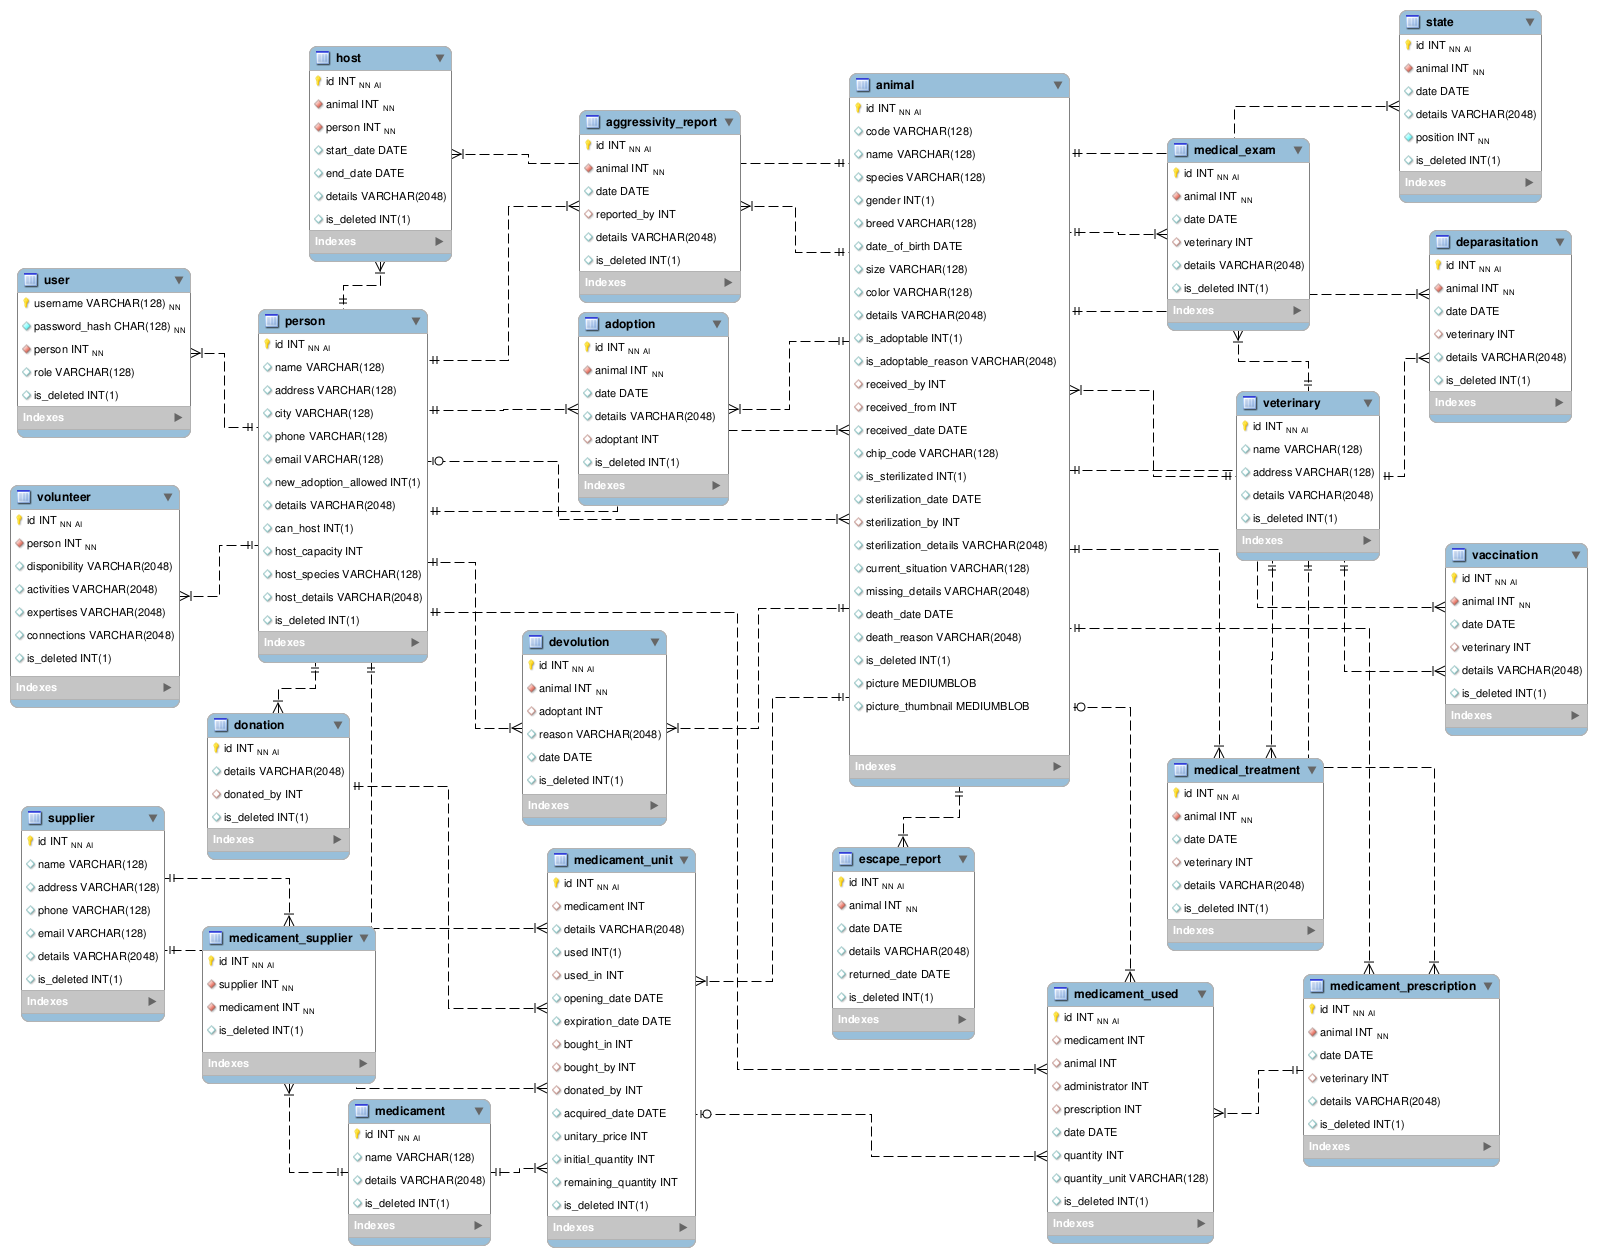 host
id INT NN AI
animal INT NN
person INT NN
start_date DATE
end_date DATE
details VARCHAR(2048)
is_deleted INT(1)
Indexes
aggressivity_report
id INT NN AI
animal INT NN
date DATE
reported_by INT
details VARCHAR(2048)
is_deleted INT(1)
Indexes
animal
id INT NN AI
code VARCHAR(128)
name VARCHAR(128)
species VARCHAR(128)
gender INT(1)
breed VARCHAR(128)
date_of_birth DATE
size VARCHAR(128)
color VARCHAR(128)
details VARCHAR(2048)
is_adoptable INT(1)
is_adoptable_reason VARCHAR(2048)
received_by INT
received_from INT
received_date DATE
chip_code VARCHAR(128)
is_sterilizated INT(1)
sterilization_date DATE
sterilization_by INT
sterilization_details VARCHAR(2048)
current_situation VARCHAR(128)
missing_details VARCHAR(2048)
death_date DATE
death_reason VARCHAR(2048)
is_deleted INT(1)
picture MEDIUMBLOB
picture_thumbnail MEDIUMBLOB
Indexes
state
id INT NN AI
animal INT NN
date DATE
details VARCHAR(2048)
position INT NN
is_deleted INT(1)
Indexes
medical_exam
id INT NN AI
animal INT NN
date DATE
veterinary INT
details VARCHAR(2048)
is_deleted INT(1)
Indexes
deparasitation
id INT NN AI
animal INT NN
date DATE
veterinary INT
details VARCHAR(2048)
is_deleted INT(1)
Indexes
user
username VARCHAR(128) NN
password_hash CHAR(128) NN
person INT NN
role VARCHAR(128)
is_deleted INT(1)
Indexes
person
id INT NN AI
name VARCHAR(128)
address VARCHAR(128)
city VARCHAR(128)
phone VARCHAR(128)
email VARCHAR(128)
new_adoption_allowed INT(1)
details VARCHAR(2048)
can_host INT(1)
host_capacity INT
host_species VARCHAR(128)
host_details VARCHAR(2048)
is_deleted INT(1)
Indexes
adoption
id INT NN AI
animal INT NN
date DATE
details VARCHAR(2048)
adoptant INT
is_deleted INT(1)
Indexes
veterinary
id INT NN AI
name VARCHAR(128)
address VARCHAR(128)
details VARCHAR(2048)
is_deleted INT(1)
Indexes
volunteer
id INT NN AI
person INT NN
disponibility VARCHAR(2048)
activities VARCHAR(2048)
expertises VARCHAR(2048)
connections VARCHAR(2048)
is_deleted INT(1)
Indexes
vaccination
id INT NN AI
animal INT NN
date DATE
veterinary INT
details VARCHAR(2048)
is_deleted INT(1)
Indexes
devolution
id INT NN AI
animal INT NN
adoptant INT
reason VARCHAR(2048)
date DATE
is_deleted INT(1)
Indexes
donation
id INT NN AI
details VARCHAR(2048)
donated_by INT
is_deleted INT(1)
Indexes
medical_treatment
id INT NN AI
animal INT NN
date DATE
veterinary INT
details VARCHAR(2048)
is_deleted INT(1)
Indexes
supplier
id INT NN AI
name VARCHAR(128)
address VARCHAR(128)
phone VARCHAR(128)
email VARCHAR(128)
details VARCHAR(2048)
is_deleted INT(1)
Indexes
medicament_supplier
id INT NN AI
supplier INT NN
medicament INT NN
is_deleted INT(1)
Indexes
medicament_unit
id INT NN AI
medicament INT
details VARCHAR(2048)
used INT(1)
used_in INT
opening_date DATE
expiration_date DATE
bought_in INT
bought_by INT
donated_by INT
acquired_date DATE
unitary_price INT
initial_quantity INT
remaining_quantity INT
is_deleted INT(1)
Indexes
escape_report
id INT NN AI
animal INT NN
date DATE
details VARCHAR(2048)
returned_date DATE
is_deleted INT(1)
Indexes
medicament_used
id INT NN AI
medicament INT
animal INT
administrator INT
prescription INT
date DATE
quantity INT
quantity_unit VARCHAR(128)
is_deleted INT(1)
Indexes
medicament_prescription
id INT NN AI
animal INT NN
date DATE
veterinary INT
details VARCHAR(2048)
is_deleted INT(1)
Indexes
medicament
id INT NN AI
name VARCHAR(128)
details VARCHAR(2048)
is_deleted INT(1)
Indexes